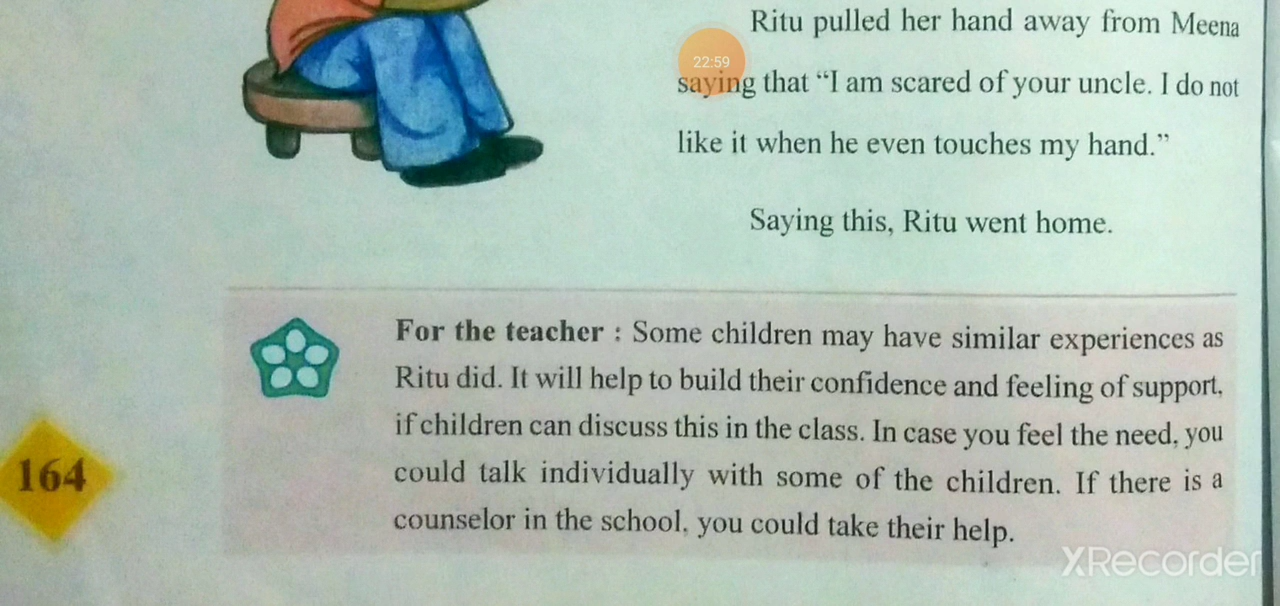 Ritu pulled her hand away from Meena
22:59
saying that “I am scared of your uncle. I do not
like it when he even touches my hand.”
Saying this, Ritu went home.
For the teacher : Some children may have similar experiences as
Ritu did. It will help to build their confidence and feeling of support,
if children can discuss this in the class. In case you feel the need, you
could talk individually with some of the children. If there is a
counselor in the school, you could take their help.
164
XRecorder